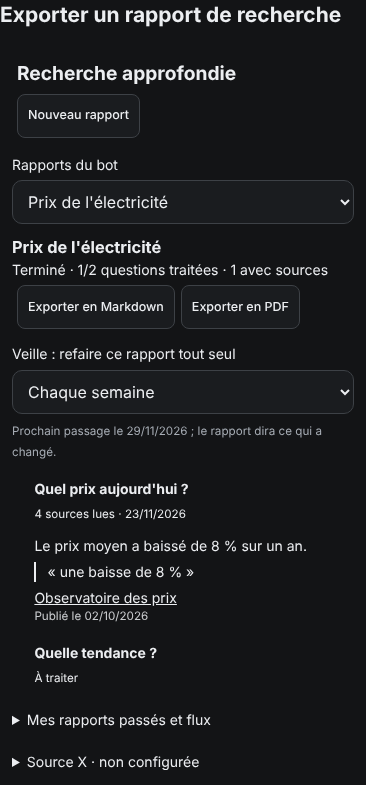 Exporter un rapport de recherche
Recherche approfondie
Nouveau rapport
Rapports du bot
Prix de l'électricité
Prix de l'électricité
Terminé · 1/2 questions traitées · 1 avec sources
Exporter en Markdown
Exporter en PDF
Veille : refaire ce rapport tout seul
Chaque semaine
Prochain passage le 29/11/2026 ; le rapport dira ce qui a
changé.
Quel prix aujourd'hui ?
4 sources lues · 23/11/2026
Le prix moyen a baissé de 8 % sur un an.
« une baisse de 8 % »
Observatoire des prix
Publié le 02/10/2026
Quelle tendance ?
À traiter
Mes rapports passés et flux
Source X · non configurée